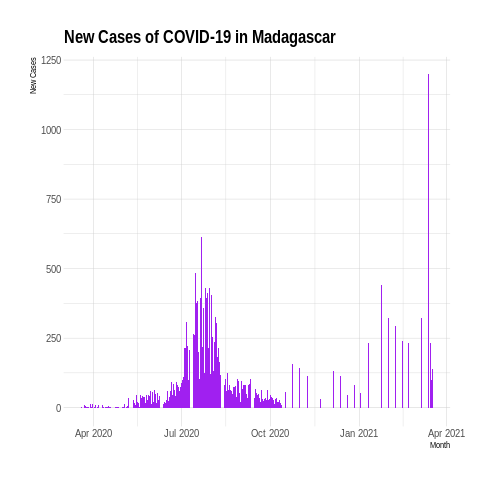 New Cases of COVID-19 in Madagascar
New Cases
1250
1000
750
500
250
0
Apr 2020
Jul 2020
Oct 2020
Jan 2021
Apr 2021
Month